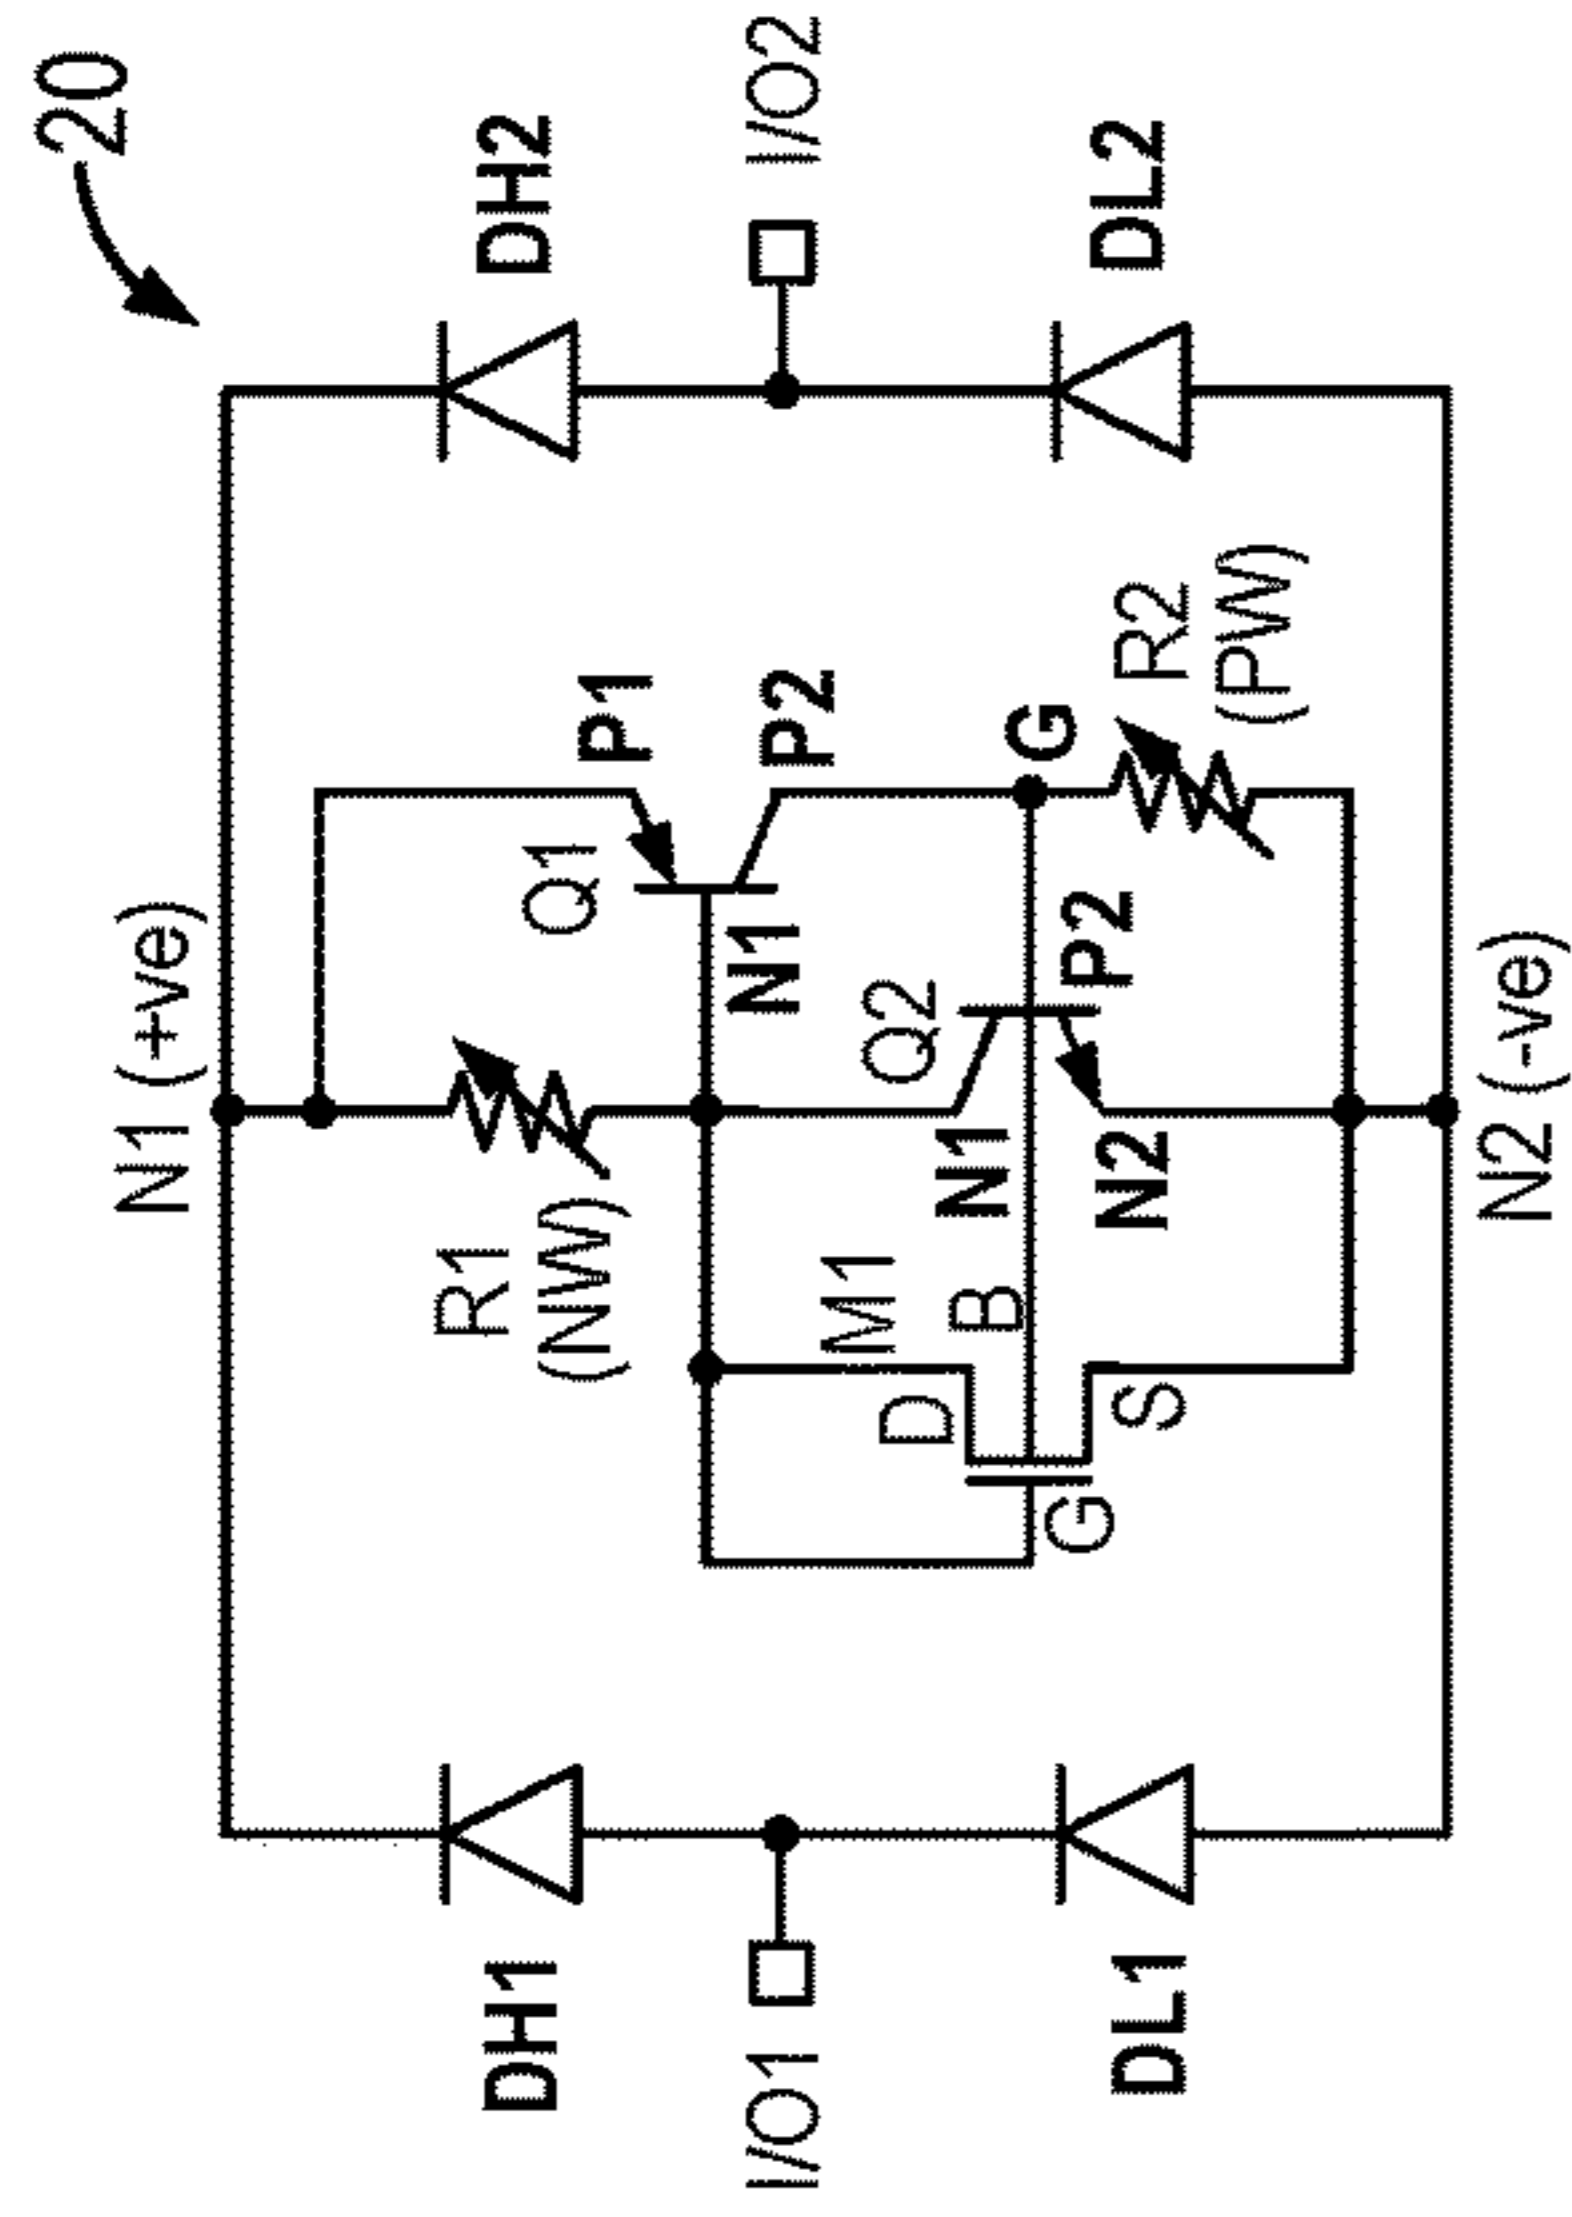 20
N1 (+ve)
DH1
DH2
R1
(NW)
Q1
P1
N1
P2
I/O1
I/O2
M1
Q2
D
N1
B
G
G
P2
S
N2
R2
(PW)
DL1
DL2
N2 (-ve)